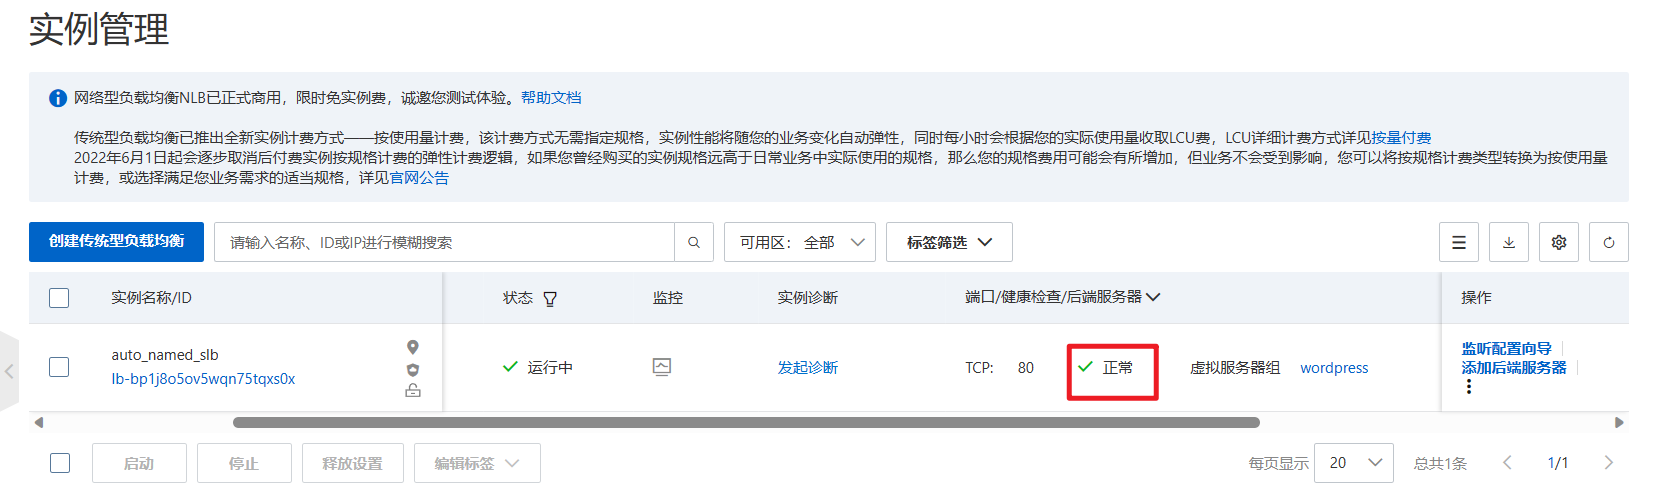 实例管理
网络型负载均衡NLB已正式商用，限时免实例费，诚邀您测试体验。帮助文档
传统型负载均衡已推出全新实例计费方式——按使用量计费，该计费方式无需指定规格，实例性能将随您的业务变化自动弹性，同时每小时会根据您的实际使用量收取LCU费，LCU详细计费方式详见按量付费
2022年6月1日起会逐步取消后付费实例按规格计费的弹性计费逻辑，如果您曾经购买的实例规格远高于日常业务中实际使用的规格，那么您的规格费用可能会有所增加，但业务不会受到影响，您可以将按规格计费类型转换为按使用量
计费，或选择满足您业务需求的适当规格，详见官网公告
创建传统型负载均衡 请输入名称、ID或IP进行模糊搜索 可用区： 全部 标签筛选
实例名称/ID 状态 监控 实例诊断 端口/健康检查/后端服务器 操作
auto_named_slb
lb-bp1j8o5ov5wqn75tqxs0x
运行中 发起诊断 TCP: 80 正常 虚拟服务器组 wordpress
监听配置向导
添加后端服务器
启动 停止 释放设置 编辑标签 每页显示 20 总共1条 1/1